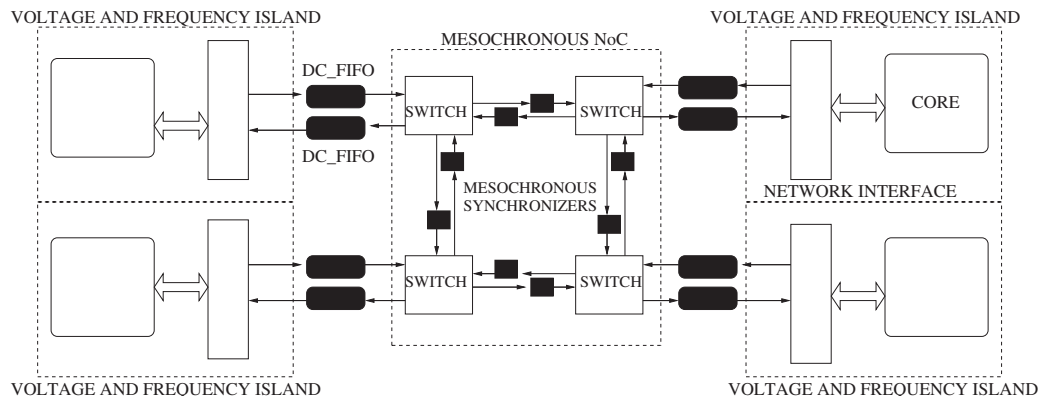 VOLTAGE AND FREQUENCY ISLAND
VOLTAGE AND FREQUENCY ISLAND
MESOCHRONOUS NoC
DC_FIFO
SWITCH
SWITCH
CORE
DC_FIFO
MESOCHRONOUS
SYNCHRONIZERS
NETWORK INTERFACE
SWITCH
SWITCH
VOLTAGE AND FREQUENCY ISLAND
VOLTAGE AND FREQUENCY ISLAND